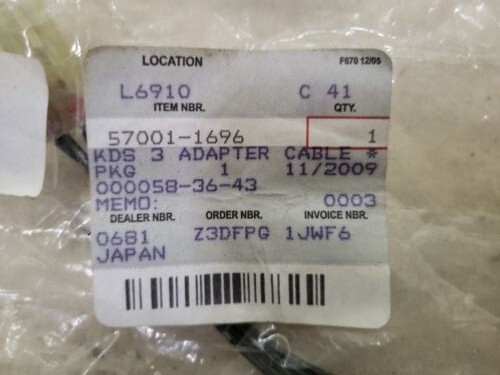 LOCATION F670 12/05
L6910 C 41
ITEM NBR. QTY.
57001-1696 1
KDS 3 ADAPTER CABLE *
PKG 1 11/2009
000058-36-43
MEMO: 0003
DEALER NBR. ORDER NBR. INVOICE NBR.
0681 Z3DFPG 1JWF6
JAPAN